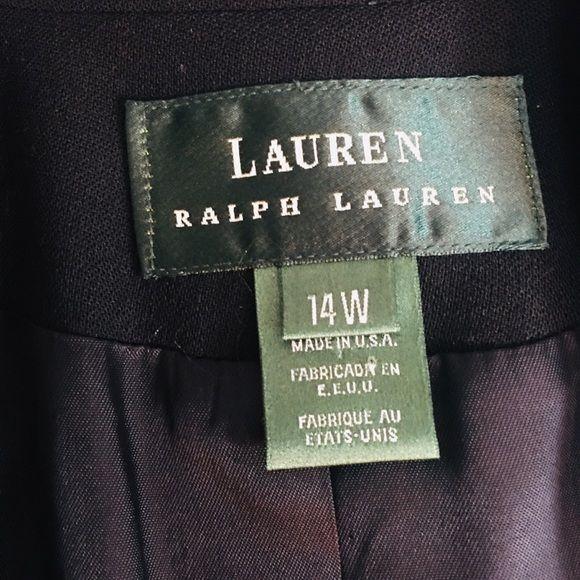 LAUREN
RALPH LAUREN
14W
MADE IN U.S.A.
FABRICADA EN
E.E.U.U.
FABRIQUE AU
ETATS-UNIS